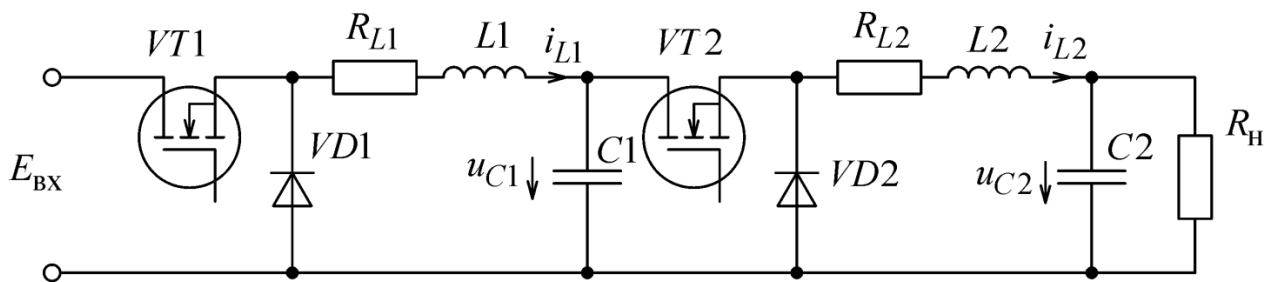 VT1
R_L1
L1
i_L1
VT2
R_L2
L2
i_L2
E_вх
VD1
u_C1
C1
VD2
u_C2
C2
R_н